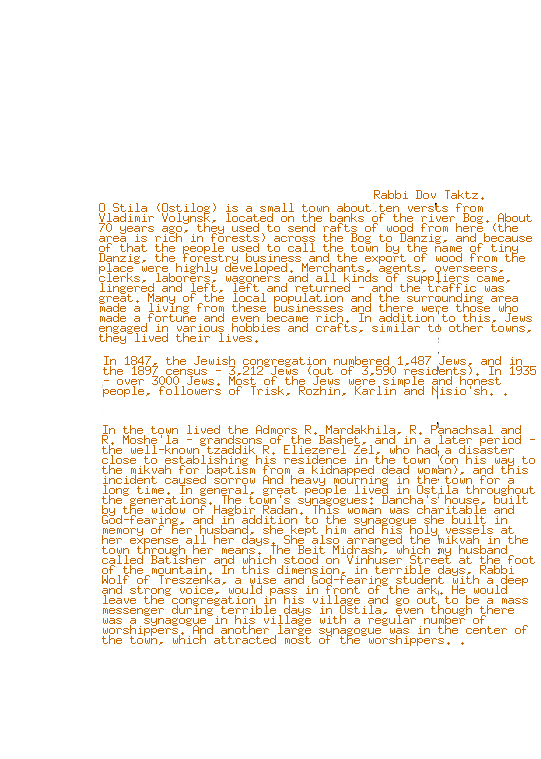 Rabbi Dov Taktz.
O Stila (Ostilog) is a small town about ten versts from
Vladimir Volynsk, located on the banks of the river Bog. About
70 years ago, they used to send rafts of wood from here (the
area is rich in forests) across the Bog to Danzig, and because
of that the people used to call the town by the name of tiny
Danzig, the forestry business and the export of wood from the
place were highly developed. Merchants, agents, overseers,
clerks, laborers, wagoners and all kinds of suppliers came,
lingered and left, left and returned - and the traffic was
great. Many of the local population and the surrounding area
made a living from these businesses and there were those who
made a fortune and even became rich. In addition to this, Jews
engaged in various hobbies and crafts, similar to other towns,
they lived their lives.
In 1847, the Jewish congregation numbered 1,487 Jews, and in
the 1897 census - 3,212 Jews (out of 3,590 residents). In 1935
- over 3000 Jews. Most of the Jews were simple and honest
people, followers of Trisk, Rozhin, Karlin and Nisio'sh. .
In the town lived the Admors R. Mardakhila, R. Panachsal and
R. Moshe'la - grandsons of the Bashet, and in a later period -
the well-known tzaddik R. Eliezerel Zel, who had a disaster
close to establishing his residence in the town (on his way to
the mikvah for baptism from a kidnapped dead woman), and this
incident caused sorrow And heavy mourning in the town for a
long time. In general, great people lived in Ostila throughout
the generations. The town's synagogues: Dancha's house, built
by the widow of Hagbir Radan. This woman was charitable and
God-fearing, and in addition to the synagogue she built in
memory of her husband, she kept him and his holy vessels at
her expense all her days. She also arranged the mikvah in the
town through her means. The Beit Midrash, which my husband
called Batisher and which stood on Vinhuser Street at the foot
of the mountain. In this dimension, in terrible days, Rabbi
Wolf of Treszenka, a wise and God-fearing student with a deep
and strong voice, would pass in front of the ark. He would
leave the congregation in his village and go out to be a mass
messenger during terrible days in Ostila, even though there
was a synagogue in his village with a regular number of
worshippers. And another large synagogue was in the center of
the town, which attracted most of the worshippers. .